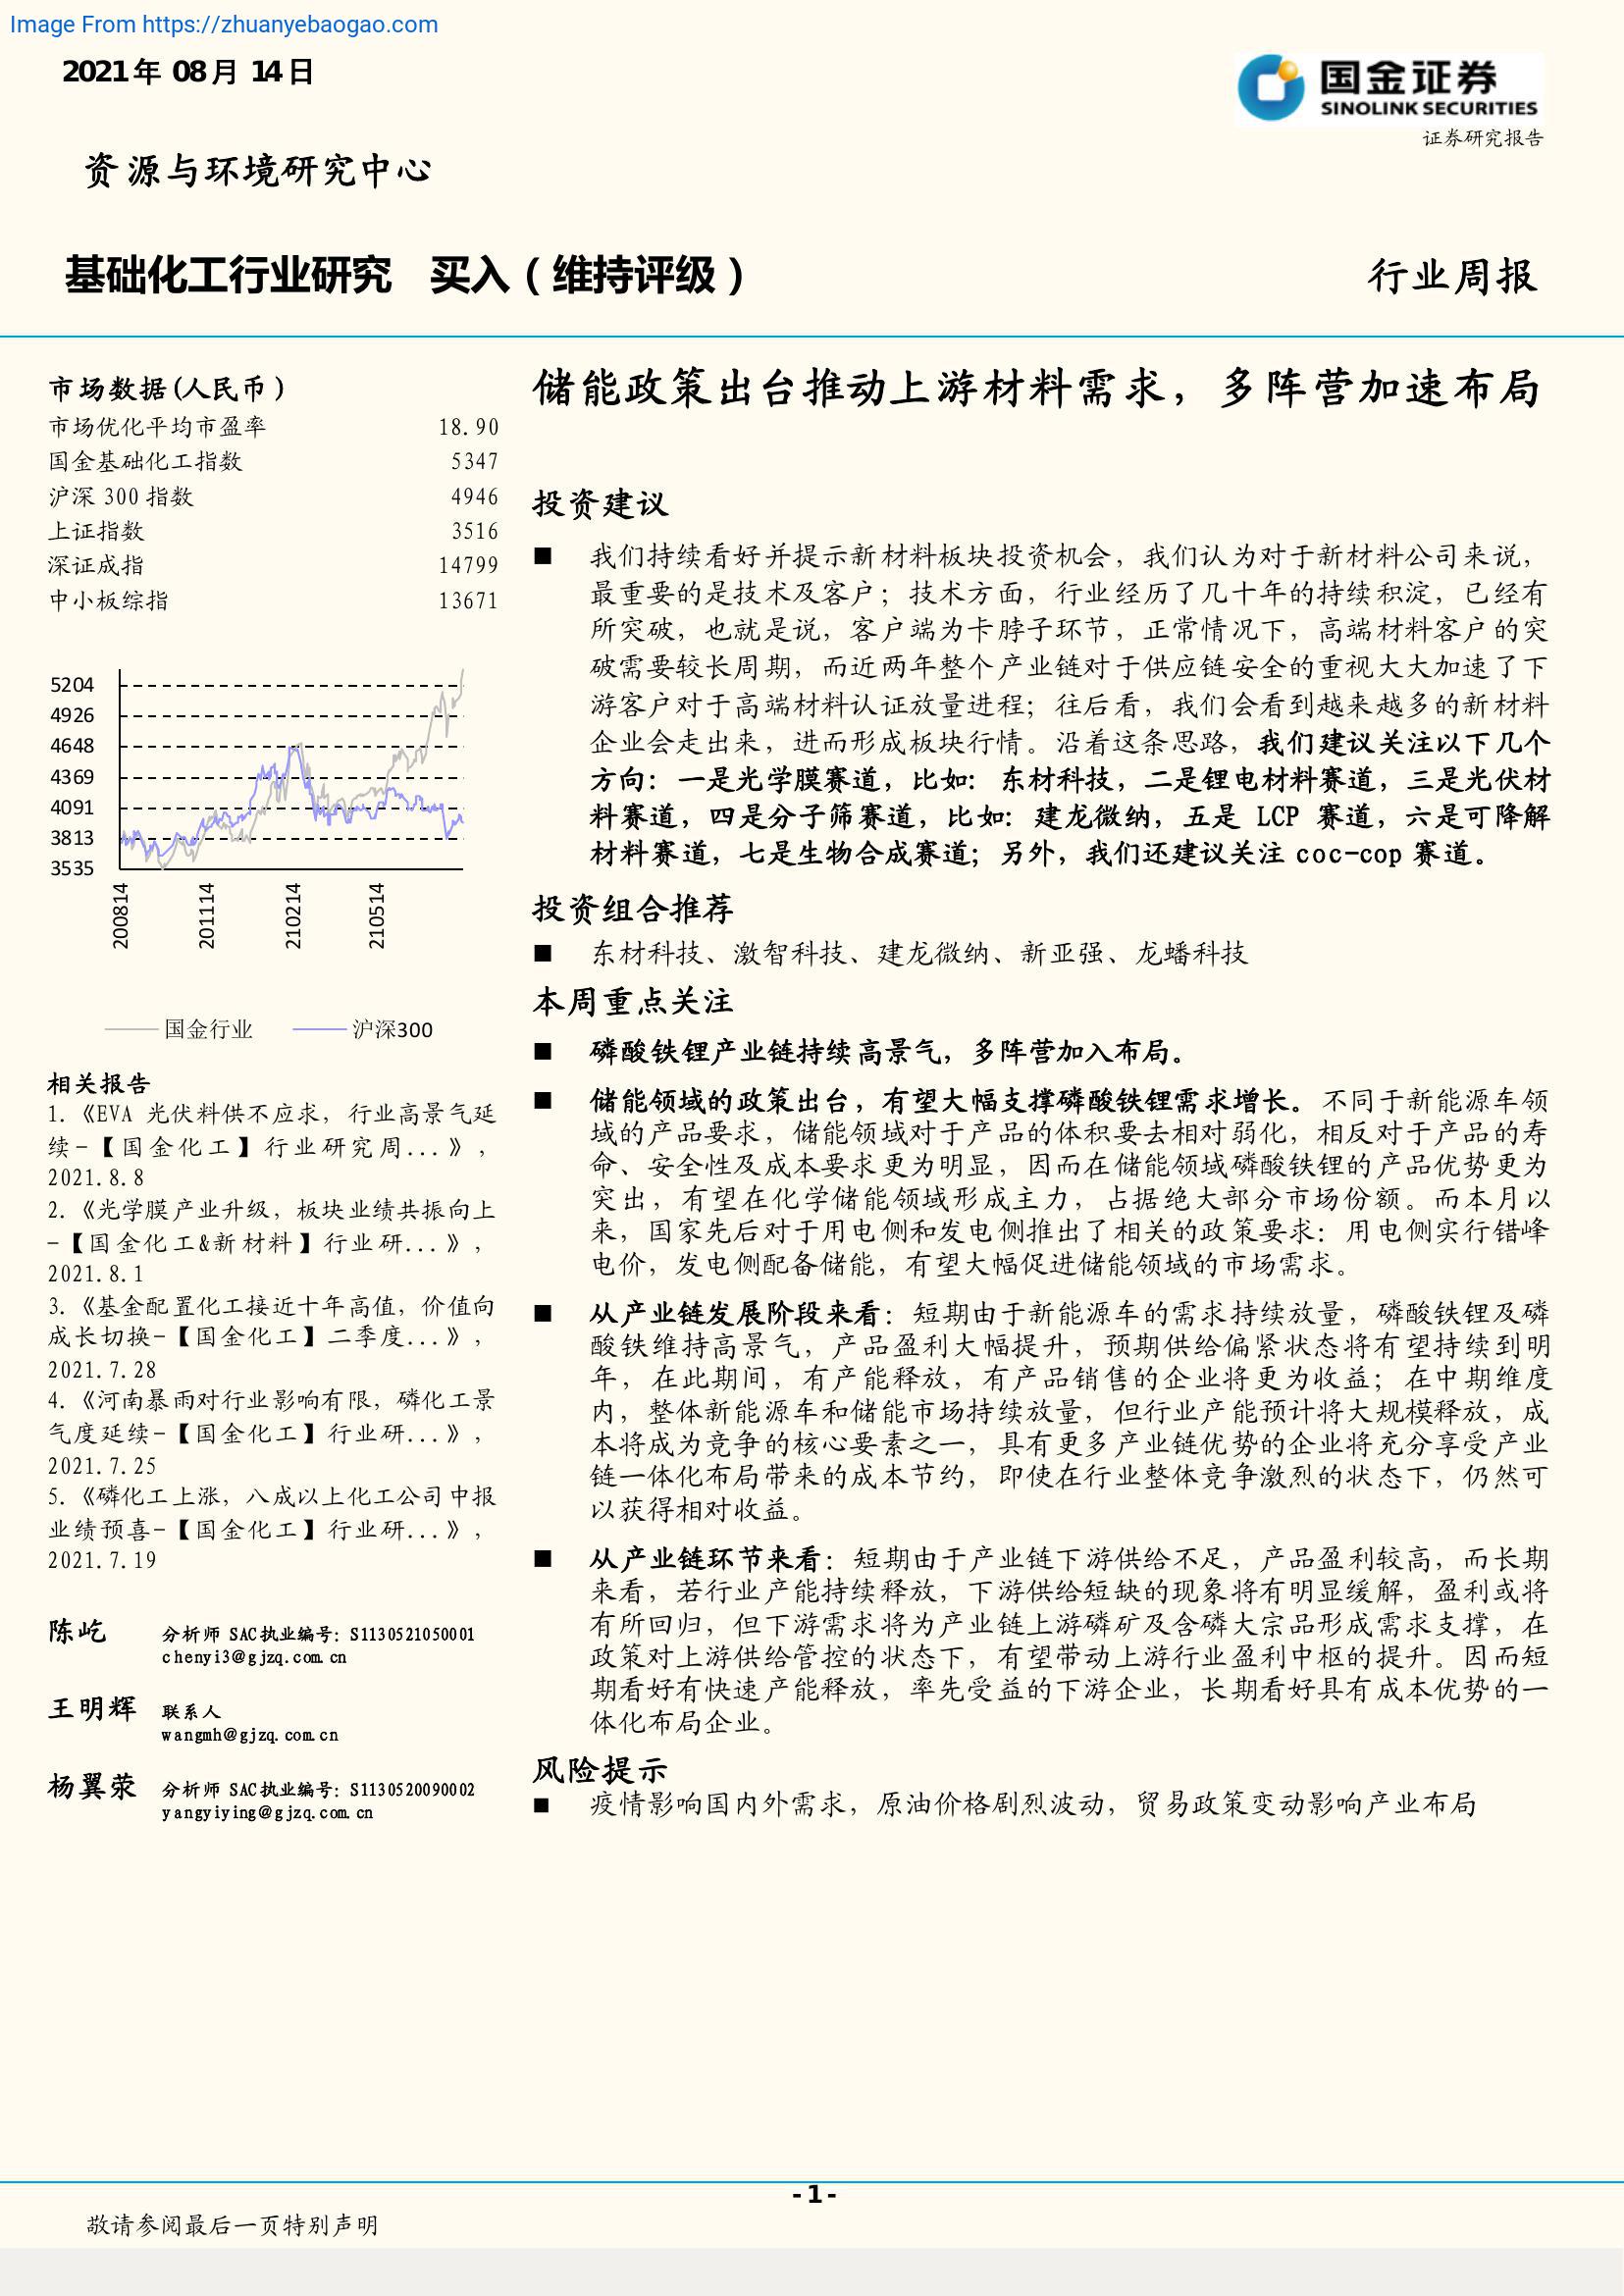 Image From https://zhuanyebaogao.com
2021年 08月 14日
国金证券
SINOLINK SECURITIES
证券研究报告
资源与环境研究中心
基础化工行业研究 买入（维持评级）
行业周报
市场数据(人民币)
市场优化平均市盈率 18.90
国金基础化工指数 5347
沪深 300 指数 4946
上证指数 3516
深证成指 14799
中小板综指 13671
5204
4926
4648
4369
4091
3813
3535
200814
201114
210214
210514
国金行业 沪深300
相关报告
1.《EVA 光伏料供不应求，行业高景气延
续-【国金化工】行业研究周...》，
2021.8.8
2.《光学膜产业升级，板块业绩共振向上
-【国金化工&新材料】行业研...》，
2021.8.1
3.《基金配置化工接近十年高值，价值向
成长切换-【国金化工】二季度...》，
2021.7.28
4.《河南暴雨对行业影响有限，磷化工景
气度延续-【国金化工】行业研...》，
2021.7.25
5.《磷化工上涨，八成以上化工公司中报
业绩预喜-【国金化工】行业研...》，
2021.7.19
陈屹 分析师 SAC执业编号：S1130521050001
chenyi3@gjzq.com.cn
王明辉 联系人
wangmh@gjzq.com.cn
杨翼荥 分析师 SAC执业编号：S1130520090002
yangyiying@gjzq.com.cn
储能政策出台推动上游材料需求，多阵营加速布局
投资建议
■ 我们持续看好并提示新材料板块投资机会，我们认为对于新材料公司来说，
最重要的是技术及客户；技术方面，行业经历了几十年的持续积淀，已经有
所突破，也就是说，客户端为卡脖子环节，正常情况下，高端材料客户的突
破需要较长周期，而近两年整个产业链对于供应链安全的重视大大加速了下
游客户对于高端材料认证放量进程；往后看，我们会看到越来越多的新材料
企业会走出来，进而形成板块行情。沿着这条思路，我们建议关注以下几个
方向：一是光学膜赛道，比如：东材科技，二是锂电材料赛道，三是光伏材
料赛道，四是分子筛赛道，比如：建龙微纳，五是 LCP 赛道，六是可降解
材料赛道，七是生物合成赛道；另外，我们还建议关注 coc-cop 赛道。
投资组合推荐
■ 东材科技、激智科技、建龙微纳、新亚强、龙蟠科技
本周重点关注
■ 磷酸铁锂产业链持续高景气，多阵营加入布局。
■ 储能领域的政策出台，有望大幅支撑磷酸铁锂需求增长。不同于新能源车领
域的产品要求，储能领域对于产品的体积要去相对弱化，相反对于产品的寿
命、安全性及成本要求更为明显，因而在储能领域磷酸铁锂的产品优势更为
突出，有望在化学储能领域形成主力，占据绝大部分市场份额。而本月以
来，国家先后对于用电侧和发电侧推出了相关的政策要求：用电侧实行错峰
电价，发电侧配备储能，有望大幅促进储能领域的市场需求。
■ 从产业链发展阶段来看：短期由于新能源车的需求持续放量，磷酸铁锂及磷
酸铁维持高景气，产品盈利大幅提升，预期供给偏紧状态将有望持续到明
年，在此期间，有产能释放，有产品销售的企业将更为收益；在中期维度
内，整体新能源车和储能市场持续放量，但行业产能预计将大规模释放，成
本将成为竞争的核心要素之一，具有更多产业链优势的企业将充分享受产业
链一体化布局带来的成本节约，即使在行业整体竞争激烈的状态下，仍然可
以获得相对收益。
■ 从产业链环节来看：短期由于产业链下游供给不足，产品盈利较高，而长期
来看，若行业产能持续释放，下游供给短缺的现象将有明显缓解，盈利或将
有所回归，但下游需求将为产业链上游磷矿及含磷大宗品形成需求支撑，在
政策对上游供给管控的状态下，有望带动上游行业盈利中枢的提升。因而短
期看好有快速产能释放，率先受益的下游企业，长期看好具有成本优势的一
体化布局企业。
风险提示
■ 疫情影响国内外需求，原油价格剧烈波动，贸易政策变动影响产业布局
- 1 -
敬请参阅最后一页特别声明